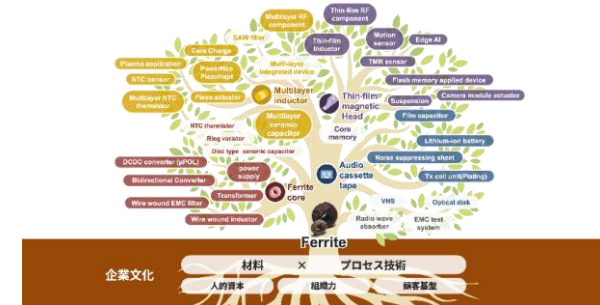 Multilayer RF
component
Thin-film RF
component
SAW filter
Thin-film
Inductor
Motion
sensor
Edge AI
Cera Charge
TMR sensor
Plasma application
PowerHap
PiezoHapt
Multi-layer
integrated device
NTC sensor
Flash memory applied device
Multilayer NTC
thermistor
Piezo actuator
Multilayer
inductor
Thin-film
magnetic
Head
Suspension
Camera module actuator
Film capacitor
Multilayer
ceramic
capacitor
Core
memory
NTC thermistor
Ring varistor
Lithium-ion battery
Disc type ceramic capacitor
Noise suppressing sheet
DCDC converter (µPOL)
power
supply
Audio
cassette
tape
Tx coil unit(Plating)
Bidirectional Converter
Ferrite
core
Transformer
VHS
Optical disk
Wire wound EMC filter
Wire wound inductor
Radio wave
absorber
EMC test
system
Ferrite
企業文化
材料 × プロセス技術
人的資本 組織力 顧客基盤